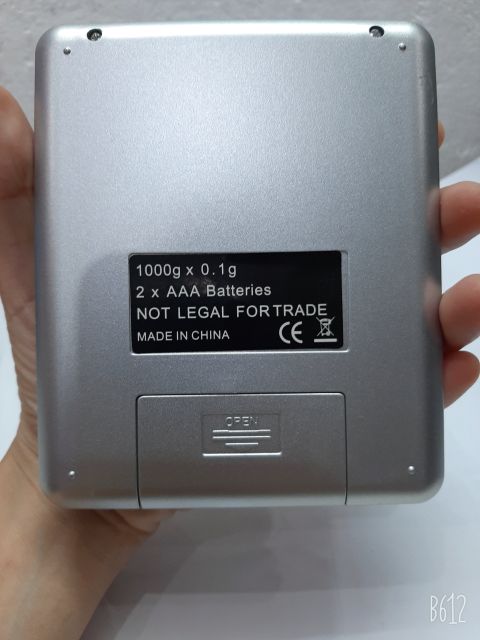 1000g x 0.1g
2 x AAA Batteries
NOT LEGAL FOR TRADE
MADE IN CHINA
CE
OPEN
B612